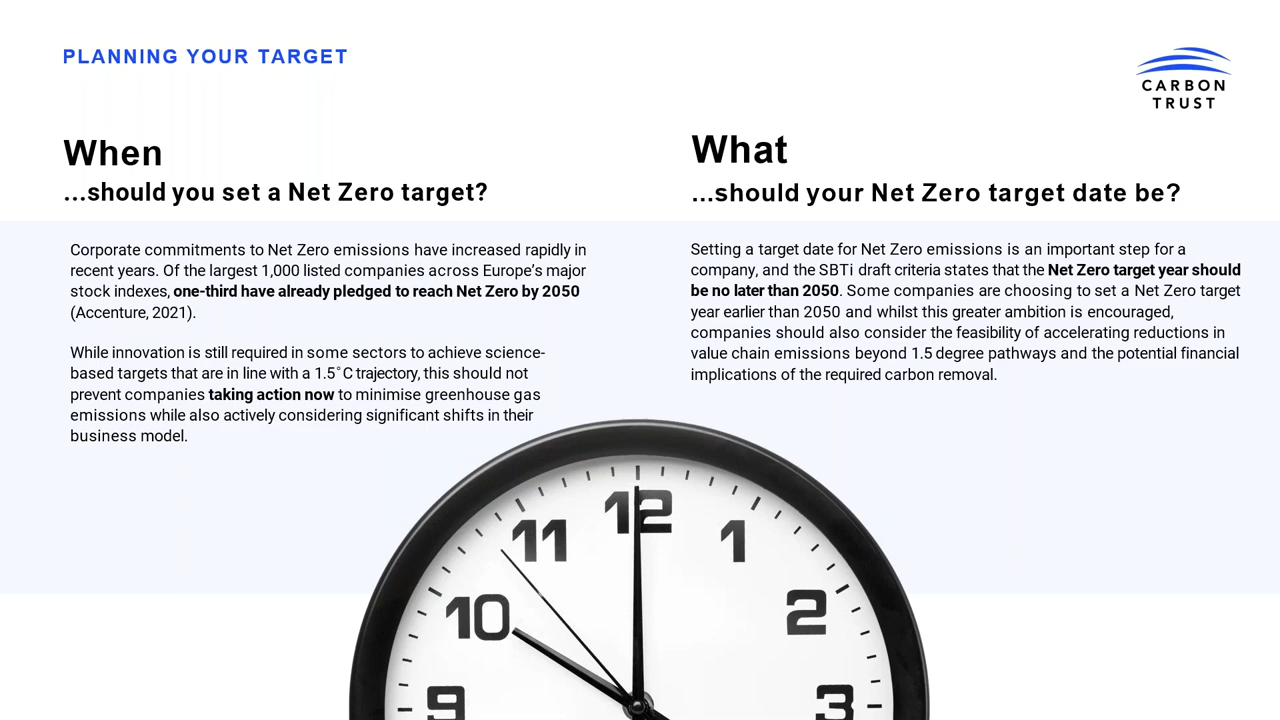 PLANNING YOUR TARGET
CARBON
TRUST
When
...should you set a Net Zero target?
Corporate commitments to Net Zero emissions have increased rapidly in
recent years. Of the largest 1,000 listed companies across Europe’s major
stock indexes, one-third have already pledged to reach Net Zero by 2050
(Accenture, 2021).
While innovation is still required in some sectors to achieve science-
based targets that are in line with a 1.5°C trajectory, this should not
prevent companies taking action now to minimise greenhouse gas
emissions while also actively considering significant shifts in their
business model.
What
...should your Net Zero target date be?
Setting a target date for Net Zero emissions is an important step for a
company, and the SBTi draft criteria states that the Net Zero target year should
be no later than 2050. Some companies are choosing to set a Net Zero target
year earlier than 2050 and whilst this greater ambition is encouraged,
companies should also consider the feasibility of accelerating reductions in
value chain emissions beyond 1.5 degree pathways and the potential financial
implications of the required carbon removal.
12
11
1
10
2
9
3